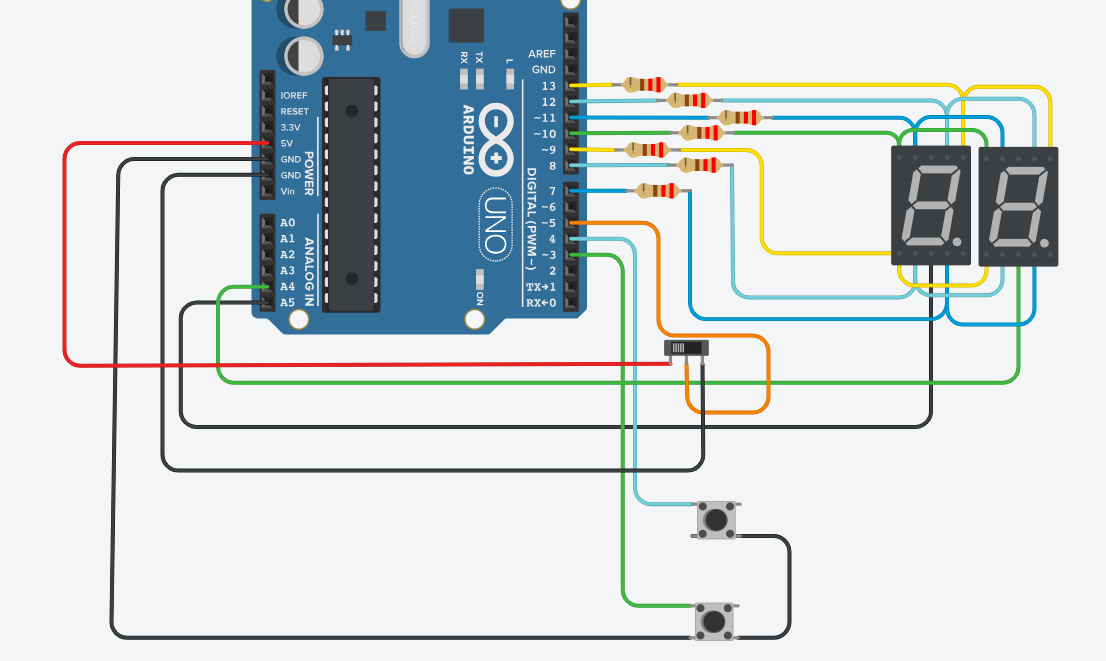 RX TX L
AREF
GND
IOREF
RESET
3.3V
5V
GND
GND
Vin
POWER
A0
A1
A2
A3
A4
A5
ANALOG IN
ARDUINO
UNO
ON
13
12
~11
~10
~9
8
7
~6
~5
4
~3
2
TX→1
RX←0
DIGITAL (PWM~)